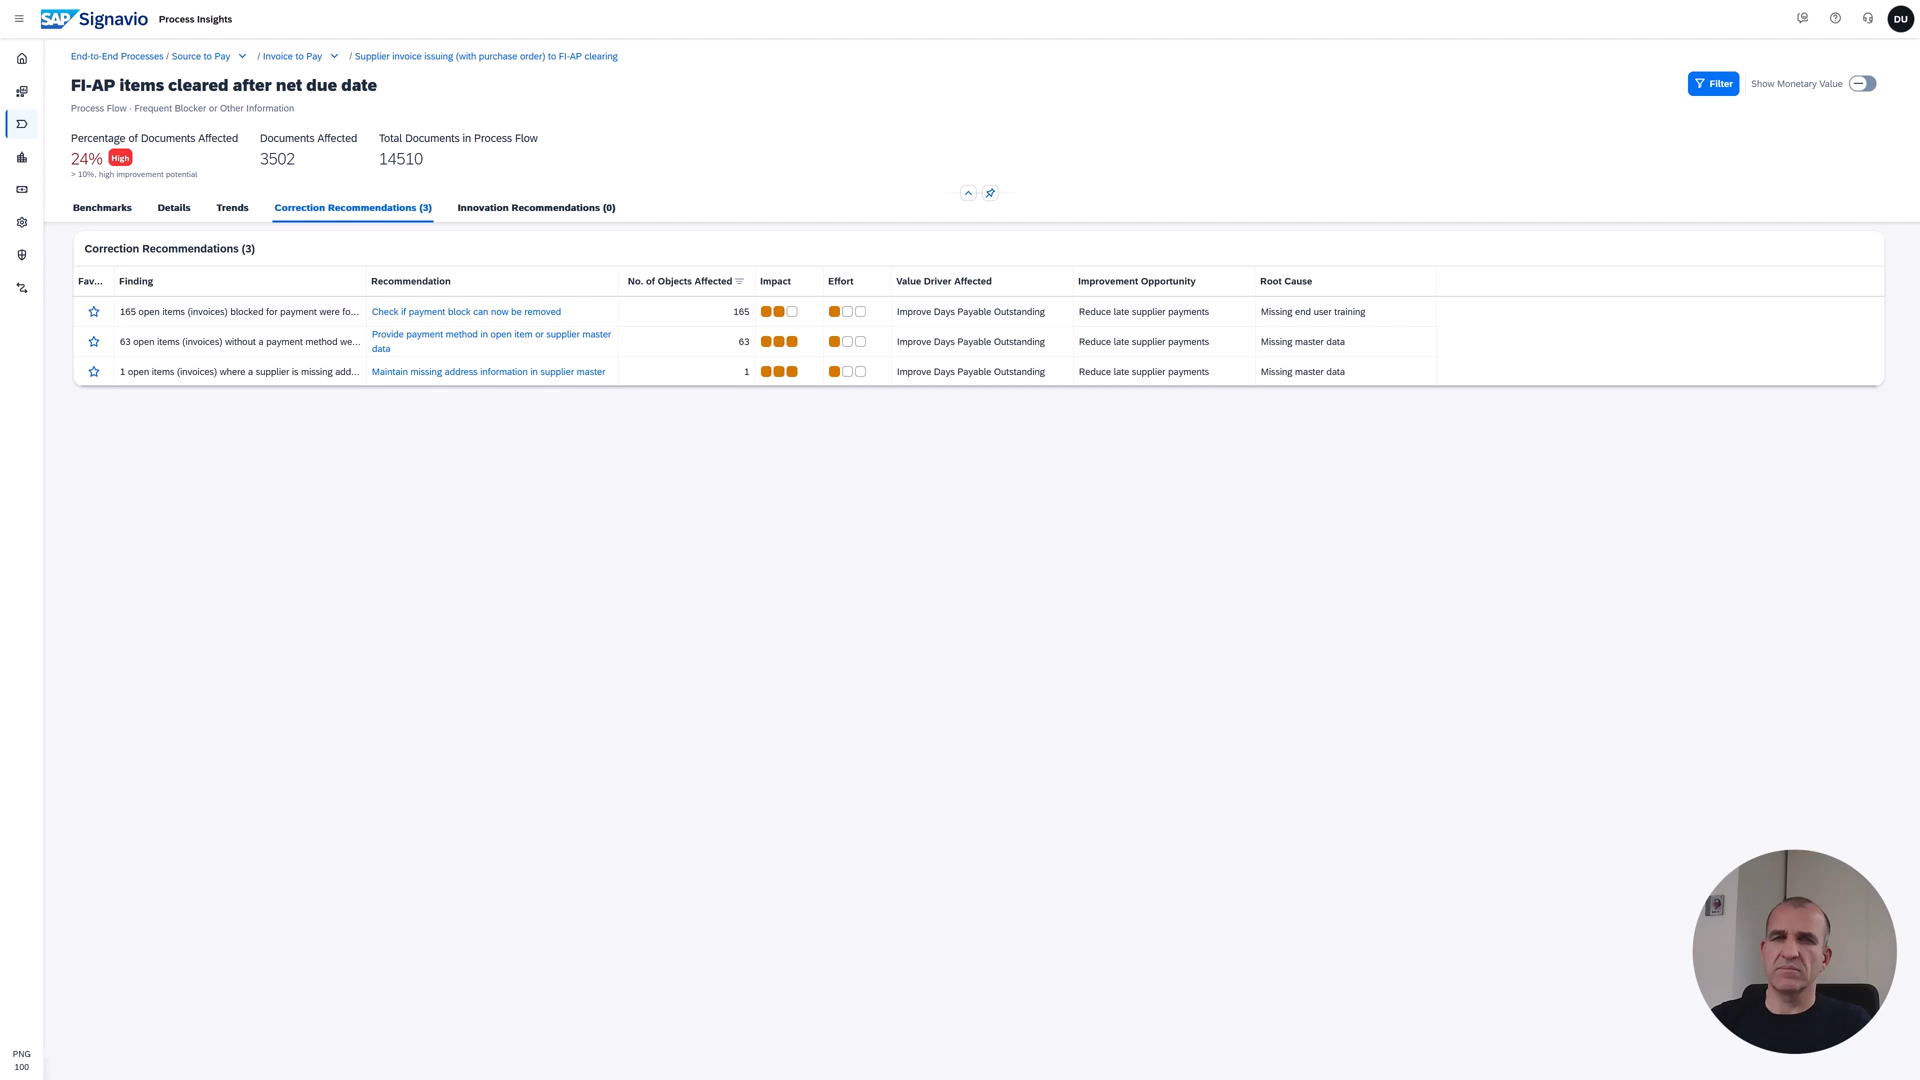 SAP Signavio Process Insights
DU
End-to-End Processes / Source to Pay / Invoice to Pay / Supplier invoice issuing (with purchase order) to FI-AP clearing
FI-AP items cleared after net due date
Filter
Show Monetary Value
Process Flow · Frequent Blocker or Other Information
Percentage of Documents Affected
24% High
> 10%, high improvement potential
Documents Affected
3502
Total Documents in Process Flow
14510
Benchmarks Details Trends Correction Recommendations (3) Innovation Recommendations (0)
Correction Recommendations (3)
Fav... Finding Recommendation No. of Objects Affected Impact Effort Value Driver Affected Improvement Opportunity Root Cause
165 open items (invoices) blocked for payment were fo... Check if payment block can now be removed 165 Improve Days Payable Outstanding Reduce late supplier payments Missing end user training
63 open items (invoices) without a payment method we... Provide payment method in open item or supplier master
data 63 Improve Days Payable Outstanding Reduce late supplier payments Missing master data
1 open items (invoices) where a supplier is missing add... Maintain missing address information in supplier master 1 Improve Days Payable Outstanding Reduce late supplier payments Missing master data
PNG
100